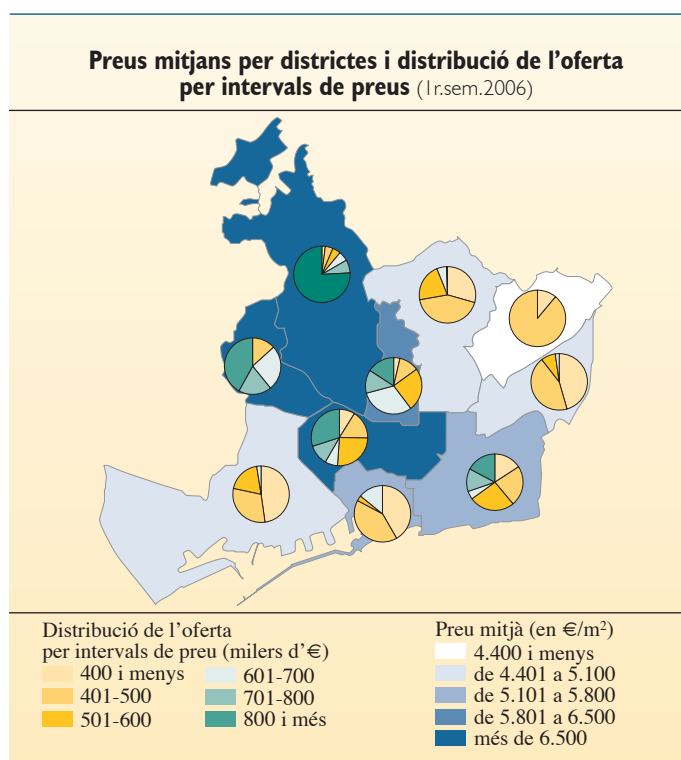 Preus mitjans per districtes i distribució de l’oferta
per intervals de preus (1r.sem.2006)
Distribució de l’oferta
per intervals de preu (milers d’€)
400 i menys
401-500
501-600
601-700
701-800
800 i més
Preu mitjà (en €/m²)
4.400 i menys
de 4.401 a 5.100
de 5.101 a 5.800
de 5.801 a 6.500
més de 6.500